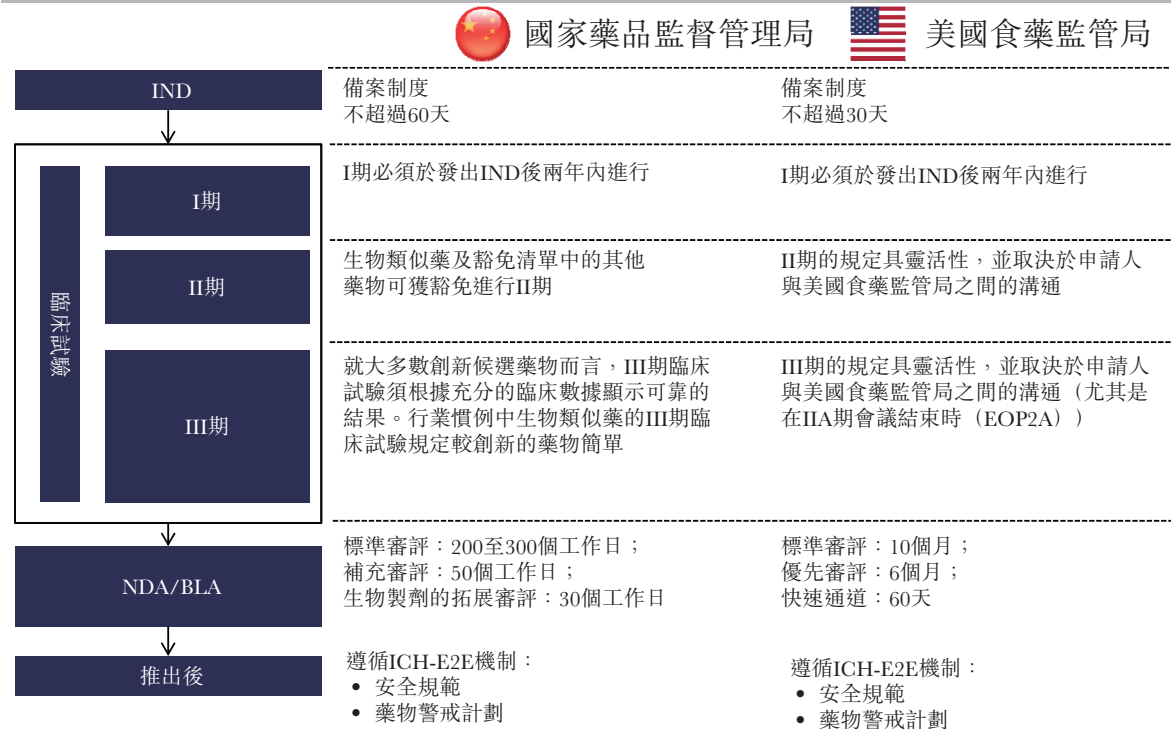 國家藥品監督管理局
美國食藥監管局
IND
備案制度
不超過60天
備案制度
不超過30天
臨床試驗
I期
I期必須於發出IND後兩年內進行
I期必須於發出IND後兩年內進行
II期
生物類似藥及豁免清單中的其他
藥物可獲豁免進行II期
II期的規定具靈活性，並取決於申請人
與美國食藥監管局之間的溝通
III期
就大多數創新候選藥物而言，III期臨床
試驗須根據充分的臨床數據顯示可靠的
結果。行業慣例中生物類似藥的III期臨
床試驗規定較創新的藥物簡單
III期的規定具靈活性，並取決於申請人
與美國食藥監管局之間的溝通（尤其是
在IIA期會議結束時（EOP2A））
NDA/BLA
標準審評：200至300個工作日；
補充審評：50個工作日；
生物製劑的拓展審評：30個工作日
標準審評：10個月；
優先審評：6個月；
快速通道：60天
推出後
遵循ICH-E2E機制：
• 安全規範
• 藥物警戒計劃
遵循ICH-E2E機制：
• 安全規範
• 藥物警戒計劃